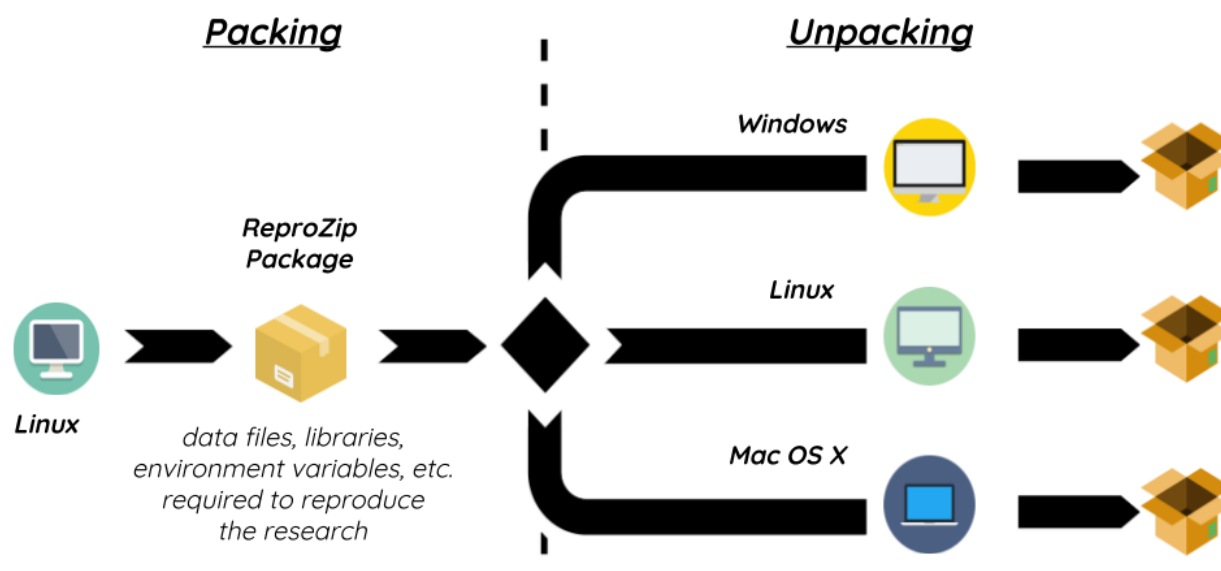 Packing
Unpacking
Windows
ReproZip
Package
Linux
Linux
data files, libraries,
environment variables, etc.
required to reproduce
the research
Mac OS X